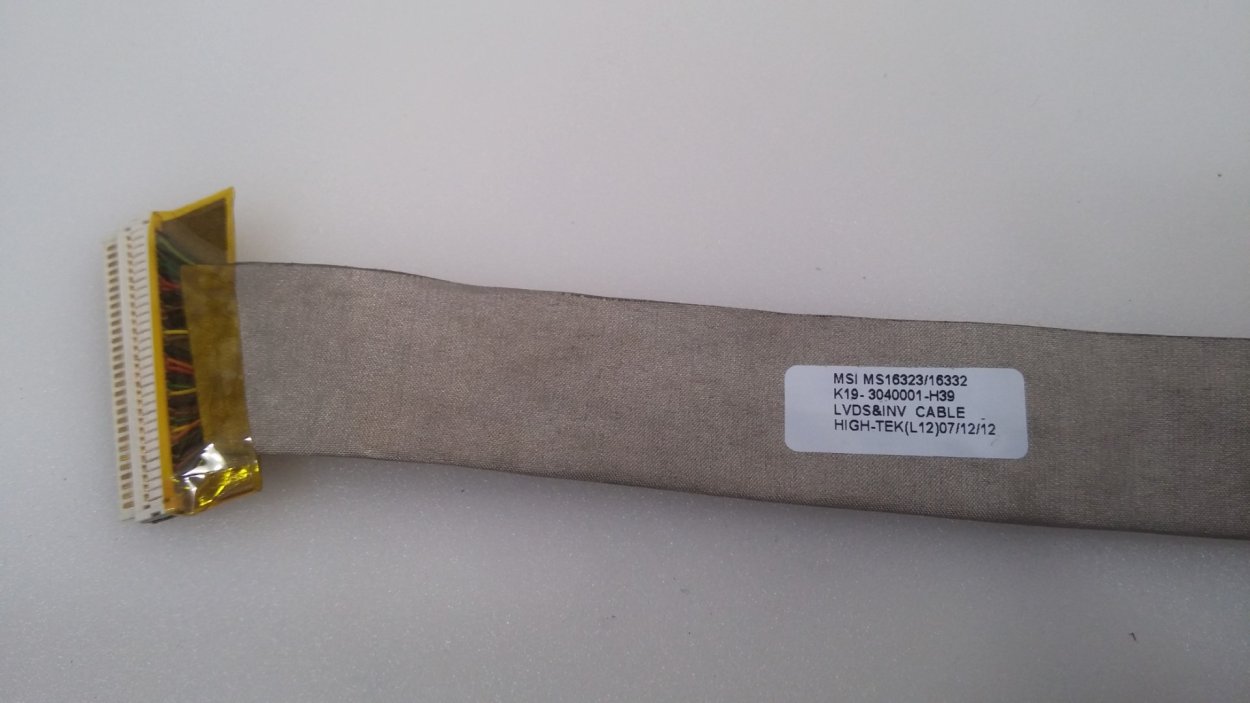 MSI MS16323/16332
K19- 3040001-H39
LVDS&INV CABLE
HIGH-TEK(L12)07/12/12